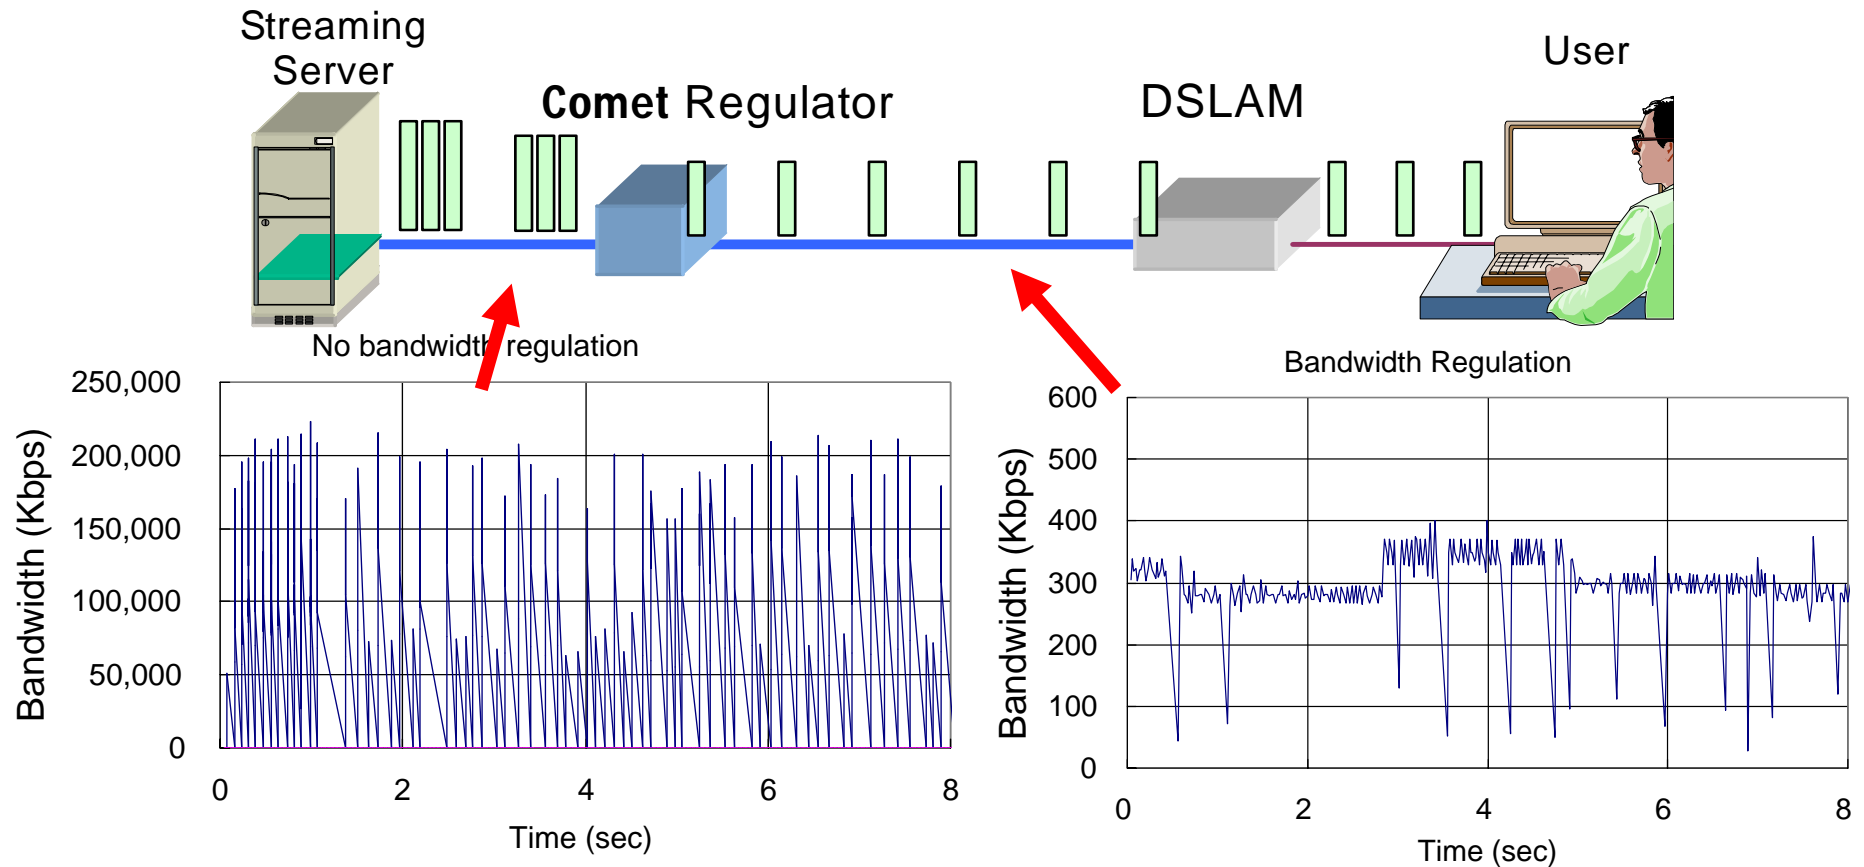 Streaming
Server
Comet Regulator
DSLAM
User
No bandwidth regulation
Bandwidth Regulation
250,000
200,000
150,000
100,000
50,000
0
Bandwidth (Kbps)
0 2 4 6 8
Time (sec)
600
500
400
300
200
100
0
Bandwidth (Kbps)
0 2 4 6 8
Time (sec)